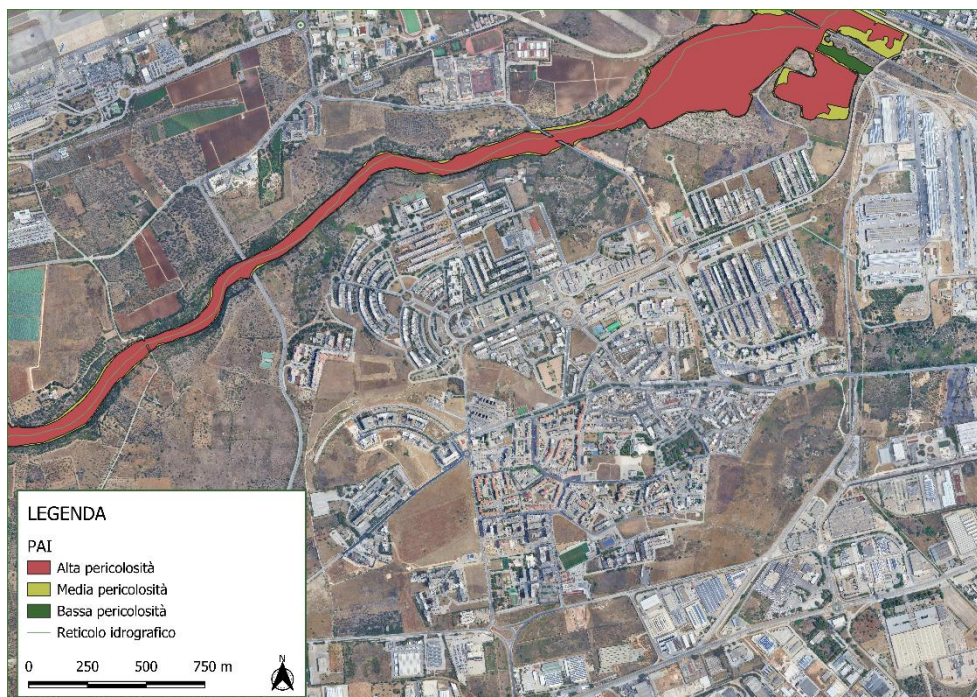 LEGENDA
PAI
Alta pericolosità
Media pericolosità
Bassa pericolosità
Reticolo idrografico
0 250 500 750 m
N